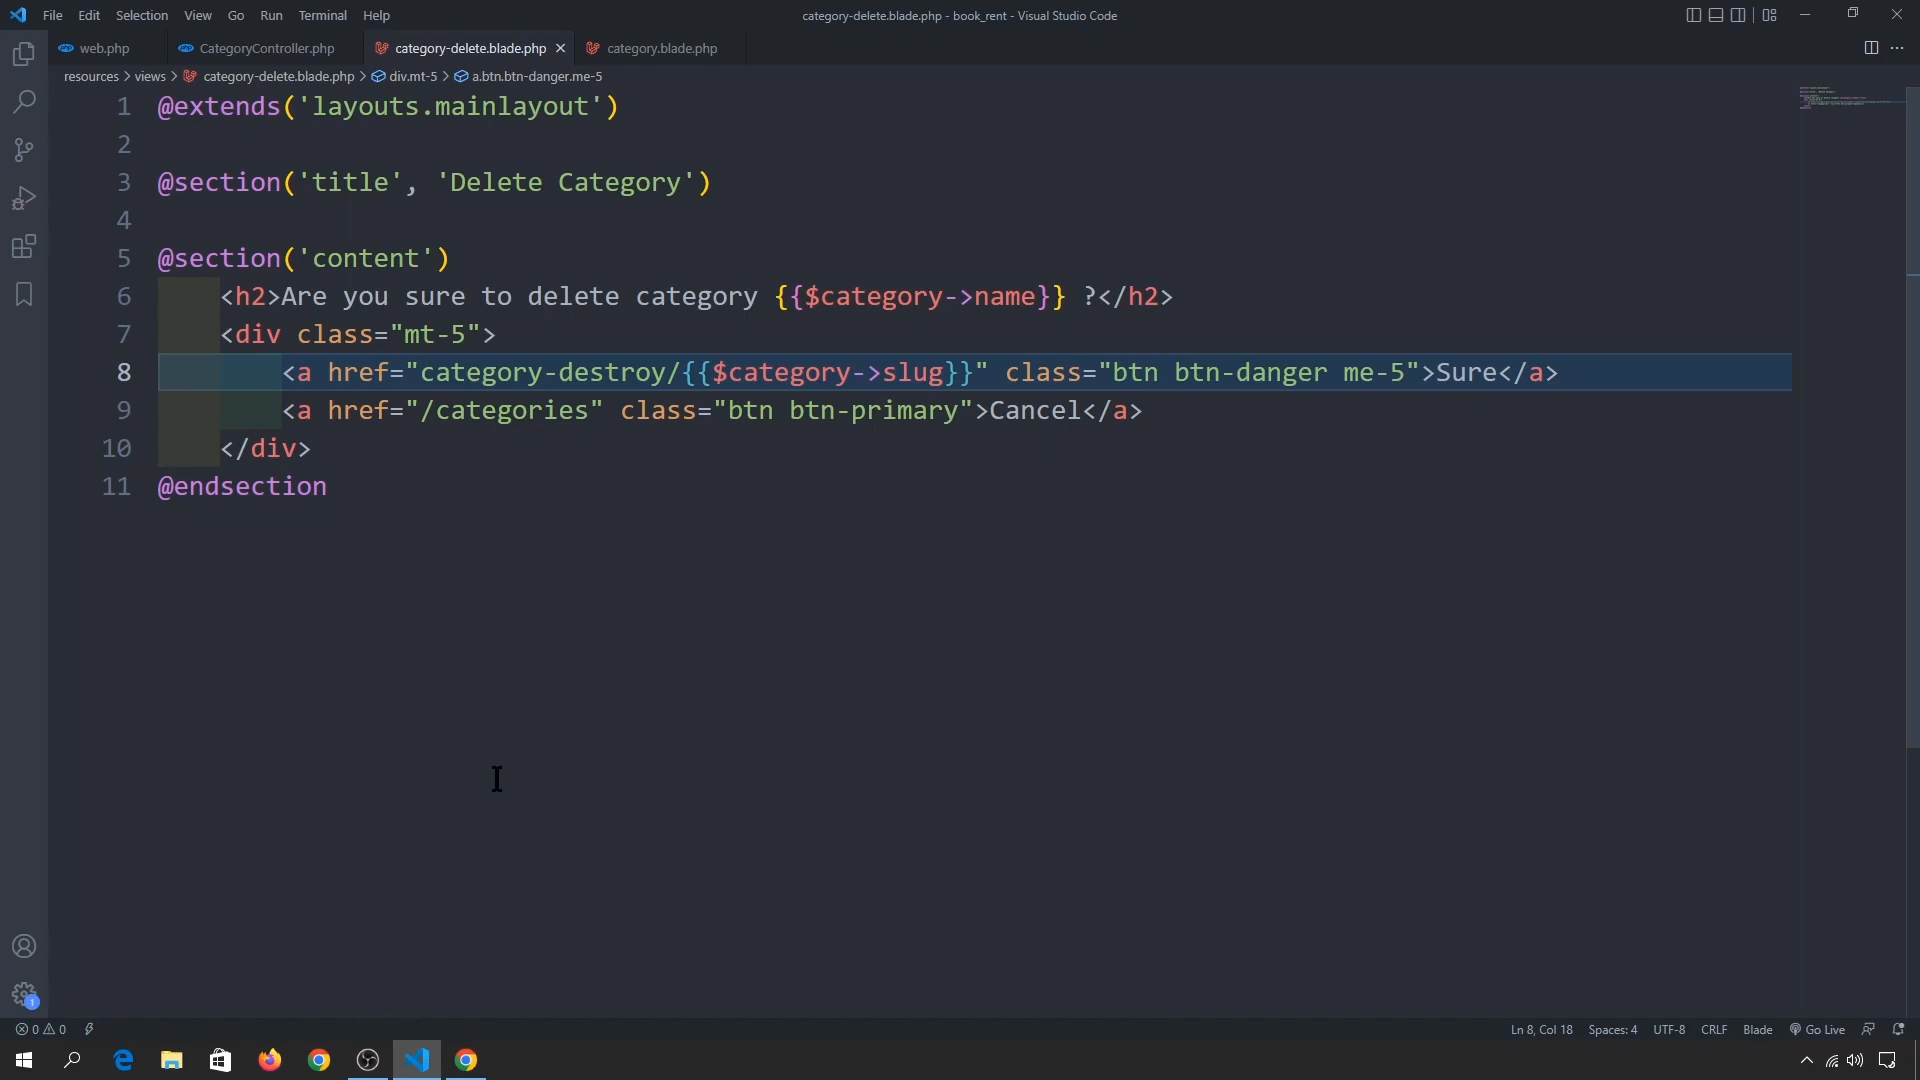 File Edit Selection View Go Run Terminal Help category-delete.blade.php - book_rent - Visual Studio Code
web.php CategoryController.php category-delete.blade.php category.blade.php
resources > views > category-delete.blade.php > div.mt-5 > a.btn.btn-danger.me-5
1 @extends('layouts.mainlayout')
2
3 @section('title', 'Delete Category')
4
5 @section('content')
6 <h2>Are you sure to delete category {{$category->name}} ?</h2>
7 <div class="mt-5">
8 <a href="category-destroy/{{$category->slug}}" class="btn btn-danger me-5">Sure</a>
9 <a href="/categories" class="btn btn-primary">Cancel</a>
10 </div>
11 @endsection
1
0 0 Ln 8, Col 18 Spaces: 4 UTF-8 CRLF Blade Go Live